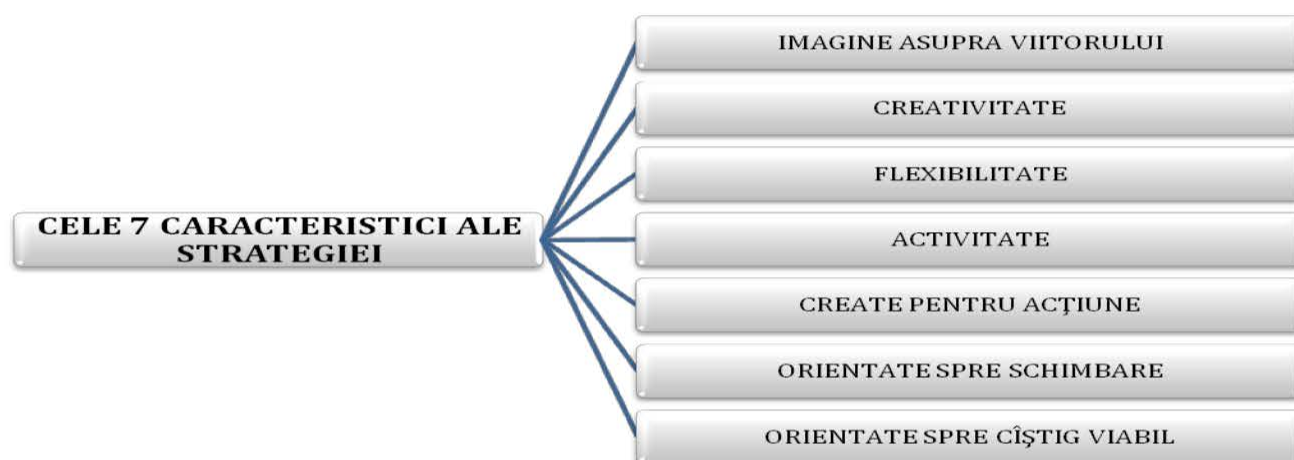 IMAGINE ASUPRA VIITORULUI
CREATIVITATE
FLEXIBILITATE
CELE 7 CARACTERISTICI ALE
STRATEGIEI
ACTIVITATE
CREATE PENTRU ACŢIUNE
ORIENTATE SPRE SCHIMBARE
ORIENTATE SPRE CÎŞTIG VIABIL